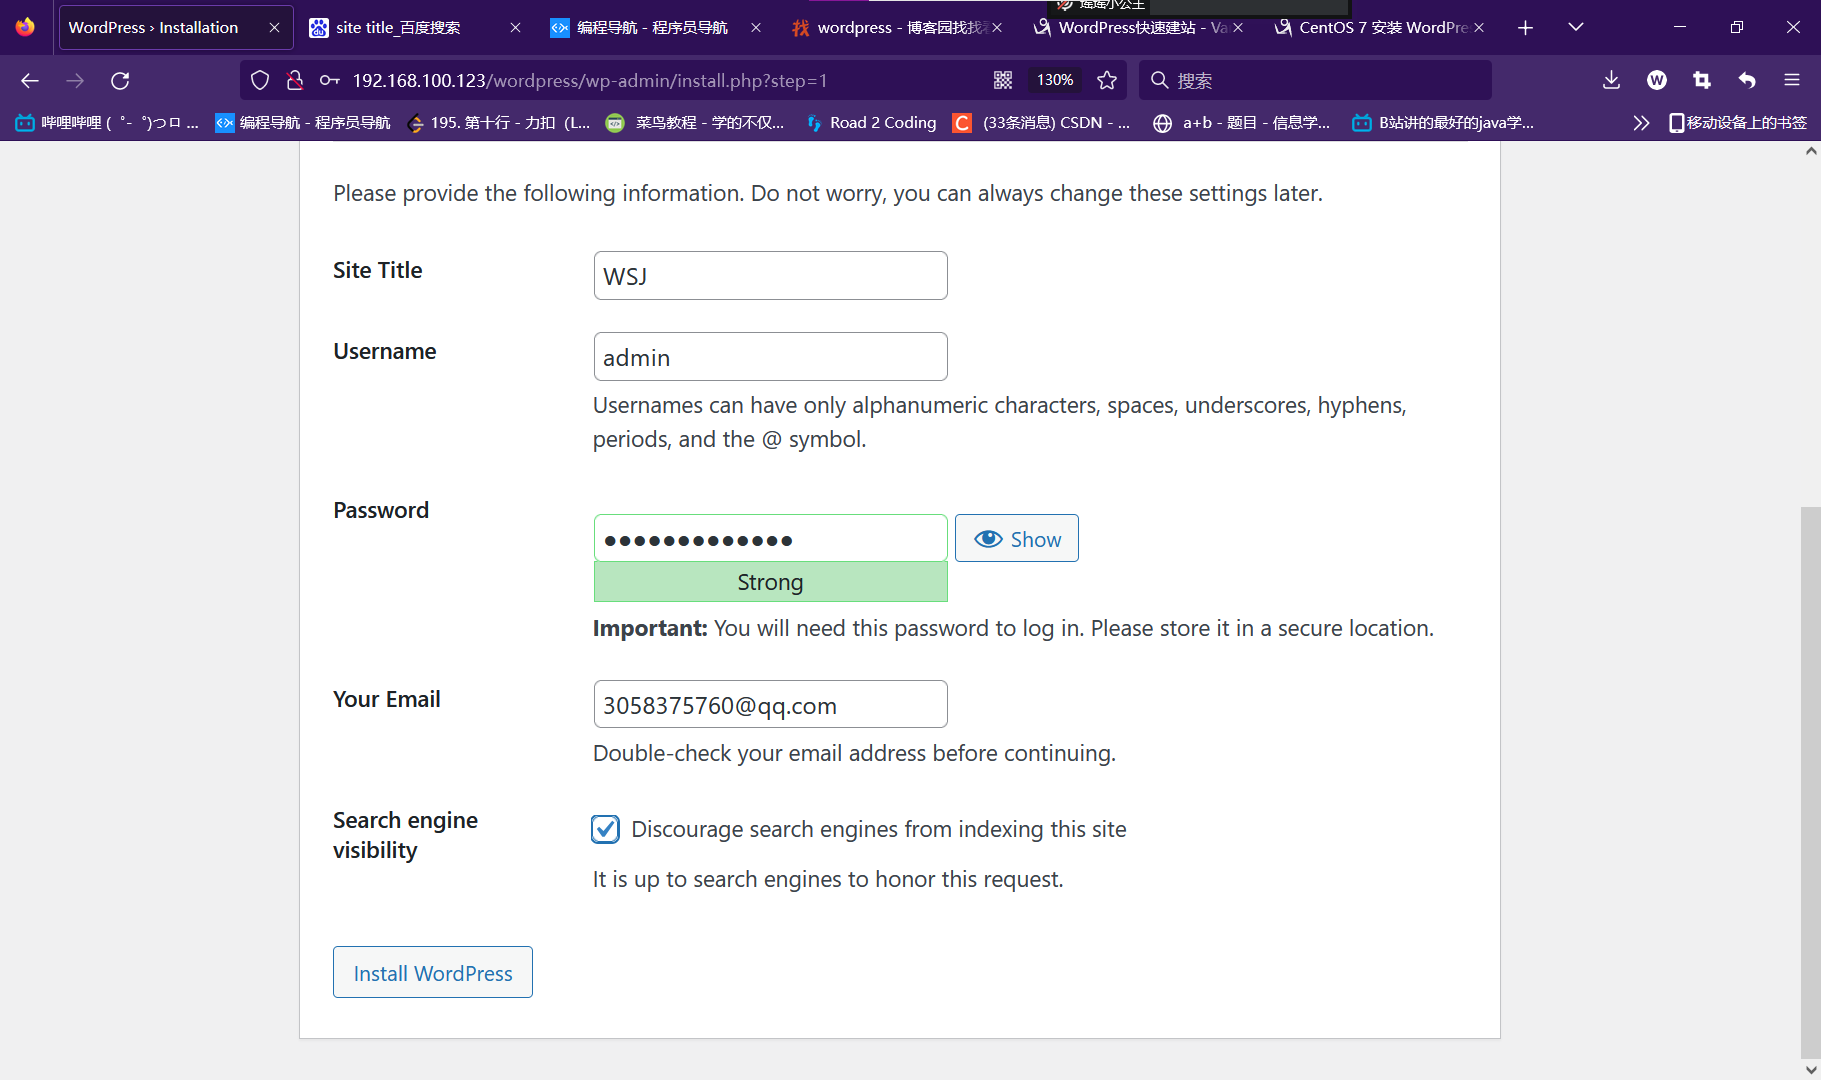 瑶瑶小公主
WordPress › Installation
site title_百度搜索
编程导航 - 程序员导航
wordpress - 博客园找找看
WordPress快速建站 - Va
CentOS 7 安装 WordPre
192.168.100.123/wordpress/wp-admin/install.php?step=1
130%
搜索
W
哔哩哔哩 (゜-゜)つロ ...
编程导航 - 程序员导航
195. 第十行 - 力扣（L...
菜鸟教程 - 学的不仅...
Road 2 Coding
C
(33条消息) CSDN - ...
a+b - 题目 - 信息学...
B站讲的最好的java学...
移动设备上的书签
Please provide the following information. Do not worry, you can always change these settings later.
Site Title
WSJ
Username
admin
Usernames can have only alphanumeric characters, spaces, underscores, hyphens,
periods, and the @ symbol.
Password
●●●●●●●●●●●●●
Show
Strong
Important: You will need this password to log in. Please store it in a secure location.
Your Email
3058375760@qq.com
Double-check your email address before continuing.
Search engine
visibility
Discourage search engines from indexing this site
It is up to search engines to honor this request.
Install WordPress